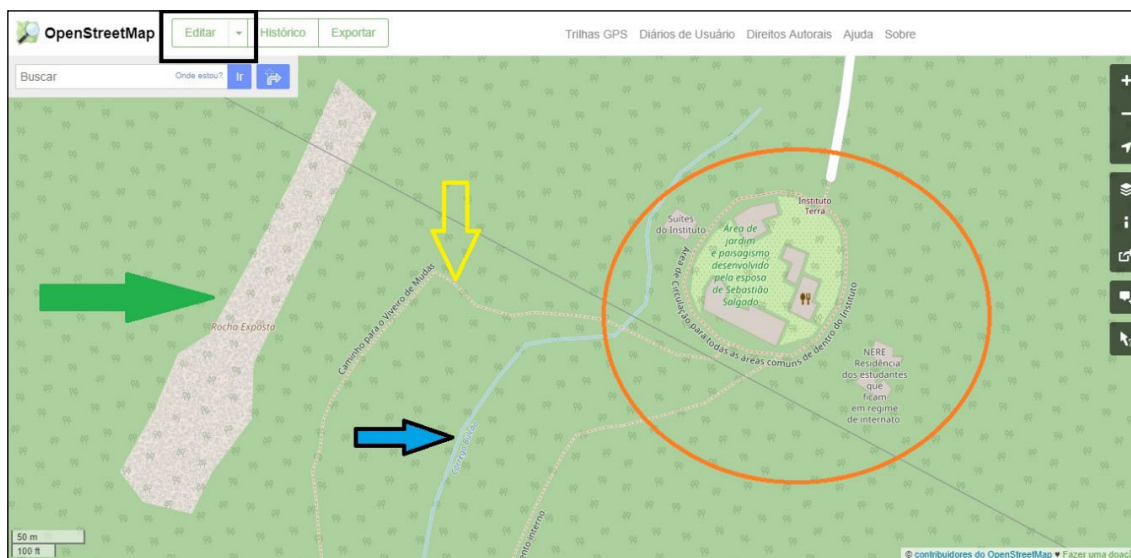 OpenStreetMap
Editar
Histórico
Exportar
Trilhas GPS
Diários de Usuário
Direitos Autorais
Ajuda
Sobre
Buscar
Onde estou?
Ir
Instituto
Terra
Suítes
do Instituto
Área de
jardim
e paisagismo
desenvolvido
pela esposa
de Sebastião
Salgado
Área de Circulação para todas as áreas comuns de dentro do Instituto
Caminho para o Viveiro de Mudas
Rocha Exposta
NERE
Residência
dos estudantes
que
ficam
em regime
de internato
interno
50 m
100 ft
© contribuidores do OpenStreetMap ♥ Fazer uma